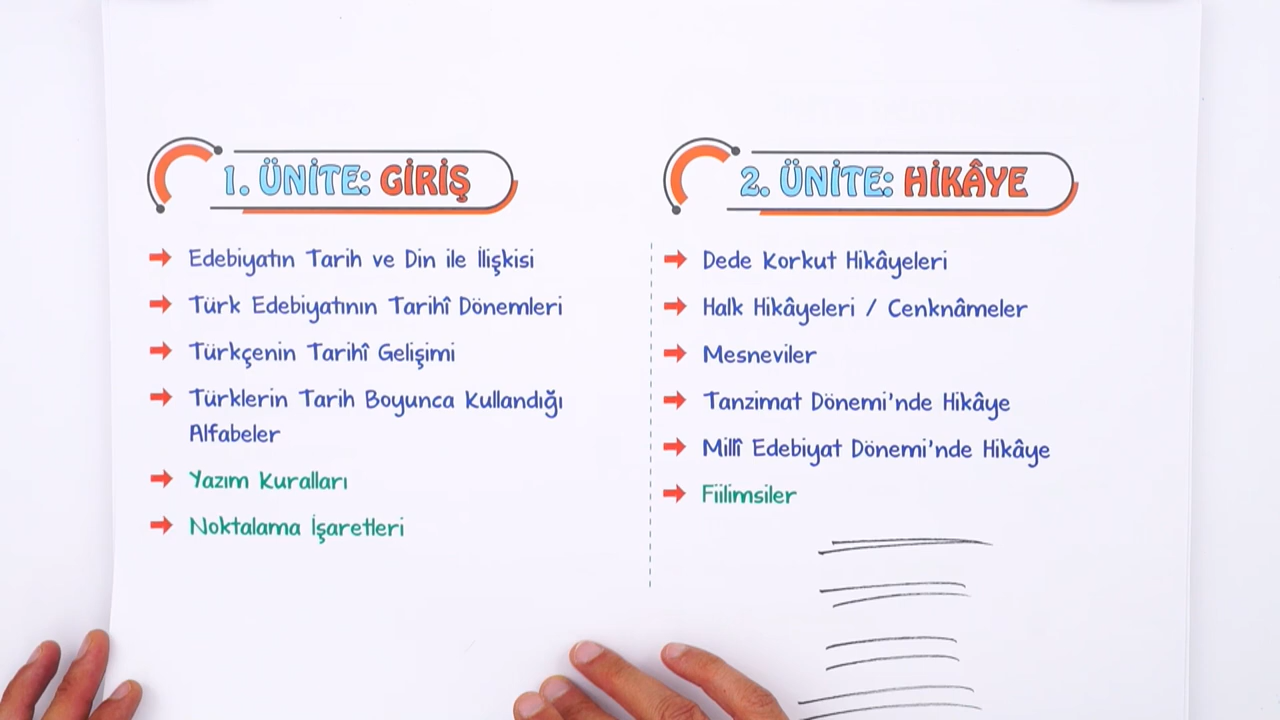 1. ÜNİTE: GİRİŞ
Edebiyatın Tarih ve Din ile İlişkisi
Türk Edebiyatının Tarihî Dönemleri
Türkçenin Tarihî Gelişimi
Türklerin Tarih Boyunca Kullandığı
Alfabeler
Yazım Kuralları
Noktalama İşaretleri
2. ÜNİTE: HİKÂYE
Dede Korkut Hikâyeleri
Halk Hikâyeleri / Cenknâmeler
Mesneviler
Tanzimat Dönemi'nde Hikâye
Millî Edebiyat Dönemi'nde Hikâye
Fiilimsiler